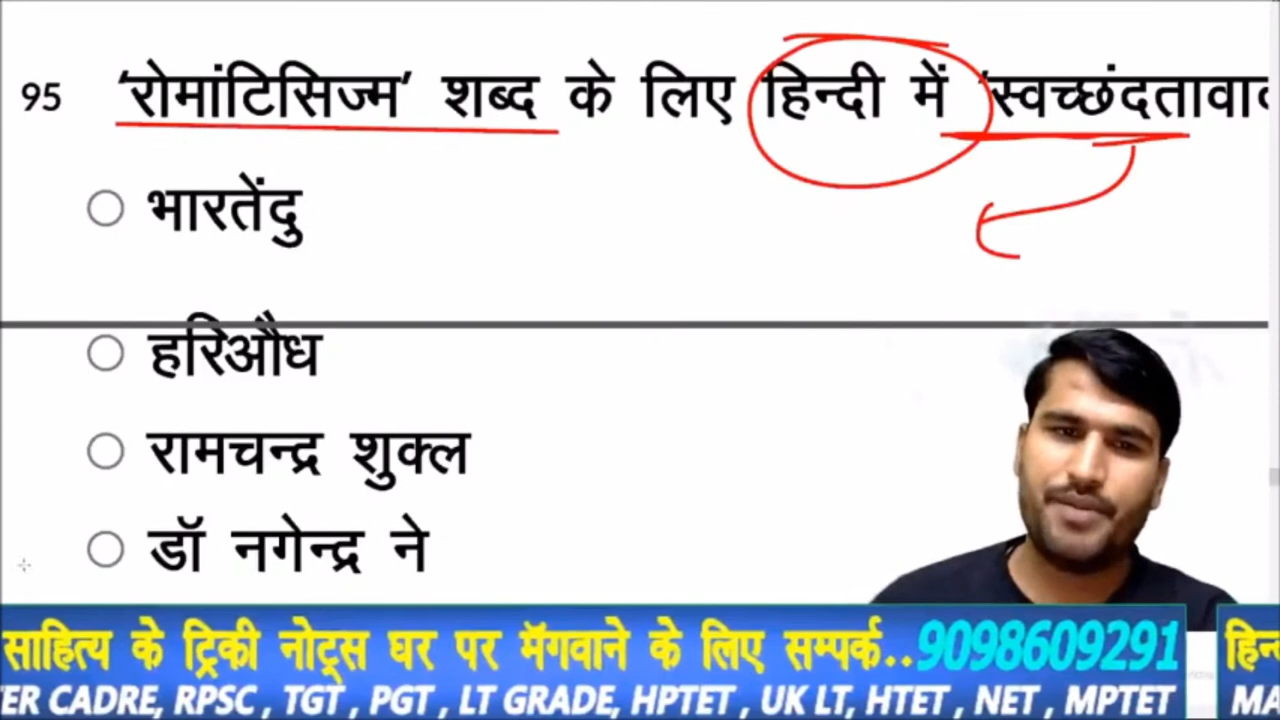 95 'रोमांटिसिज्म' शब्द के लिए हिन्दी में 'स्वच्छंदतावाद
भारतेंदु
हरिऔध
रामचन्द्र शुक्ल
डॉ नगेन्द्र ने
साहित्य के ट्रिकी नोट्स घर पर मँगवाने के लिए सम्पर्क..9098609291
ER CADRE, RPSC , TGT , PGT , LT GRADE, HPTET , UK LT, HTET , NET , MPTET